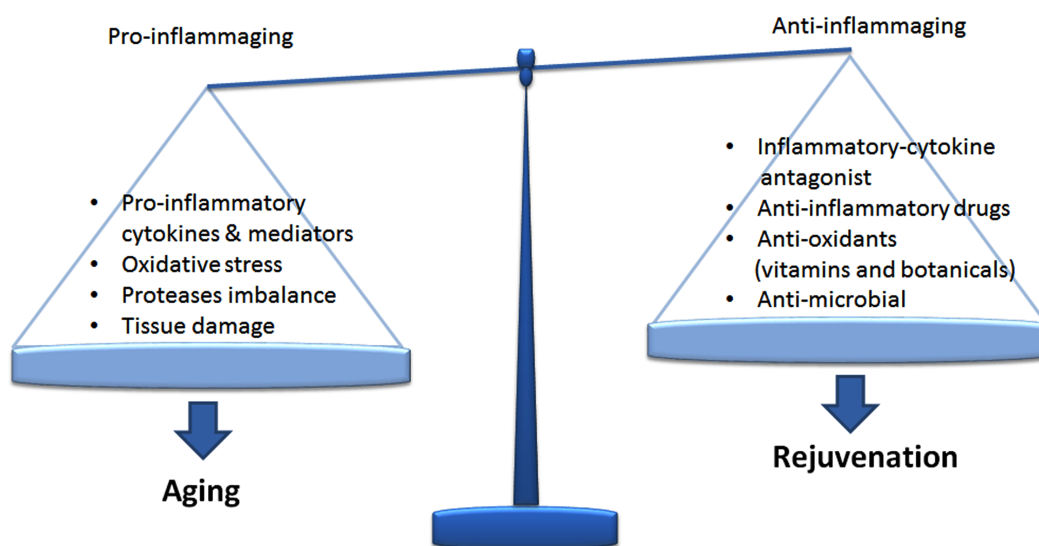 Pro-inflammaging
Anti-inflammaging
• Pro-inflammatory
cytokines & mediators
• Oxidative stress
• Proteases imbalance
• Tissue damage
• Inflammatory-cytokine
antagonist
• Anti-inflammatory drugs
• Anti-oxidants
(vitamins and botanicals)
• Anti-microbial
Aging
Rejuvenation